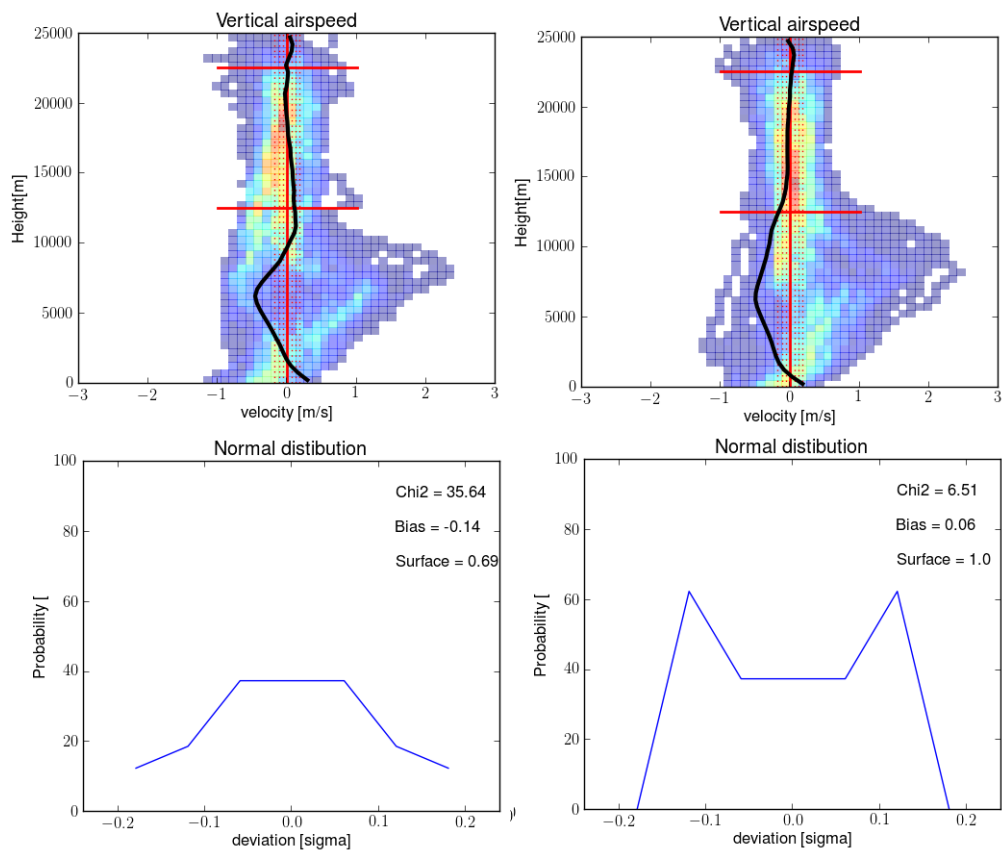 Vertical airspeed
25000
20000
15000
10000
5000
0
Height[m]
−3 −2 −1 0 1 2 3
velocity [m/s]
Vertical airspeed
25000
20000
15000
10000
5000
0
Height[m]
−3 −2 −1 0 1 2 3
velocity [m/s]
Normal distibution
100
80
60
40
20
0
Probability [
Chi2 = 35.64
Bias = -0.14
Surface = 0.69
−0.2 −0.1 0.0 0.1 0.2
deviation [sigma]
Normal distibution
100
80
60
40
20
0
Probability [
Chi2 = 6.51
Bias = 0.06
Surface = 1.0
−0.2 −0.1 0.0 0.1 0.2
deviation [sigma]